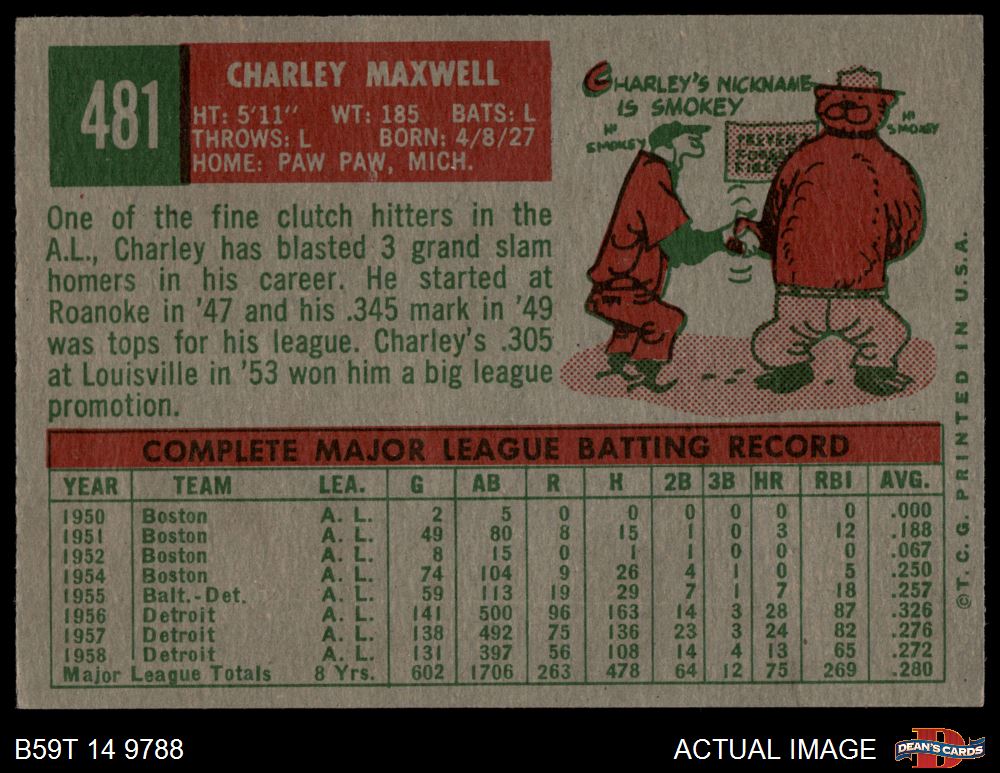 481
CHARLEY MAXWELL
HT: 5'11" WT: 185 BATS: L
THROWS: L BORN: 4/8/27
HOME: PAW PAW, MICH.
One of the fine clutch hitters in the
A.L., Charley has blasted 3 grand slam
homers in his career. He started at
Roanoke in '47 and his .345 mark in '49
was tops for his league. Charley's .305
at Louisville in '53 won him a big league
promotion.
CHARLEY'S NICKNAME
IS SMOKEY
HI SMOKEY
HI SMOKEY
COMPLETE MAJOR LEAGUE BATTING RECORD
YEAR TEAM LEA. G AB R H 2B 3B HR RBI AVG.
1950 Boston A. L. 2 5 0 0 0 0 0 0 .000
1951 Boston A. L. 49 80 8 15 1 0 3 12 .188
1952 Boston A. L. 8 15 0 1 1 0 0 0 .067
1954 Boston A. L. 74 104 9 26 4 1 0 5 .250
1955 Balt.-Det. A. L. 59 113 19 29 7 1 7 18 .257
1956 Detroit A. L. 141 500 96 163 14 3 28 87 .326
1957 Detroit A. L. 138 492 75 136 23 3 24 82 .276
1958 Detroit A. L. 131 397 56 108 14 4 13 65 .272
Major League Totals 8 Yrs. 602 1706 263 478 64 12 75 269 .280
©T. C. G. PRINTED IN U.S.A.
B59T 14 9788
ACTUAL IMAGE
DEAN'S CARDS